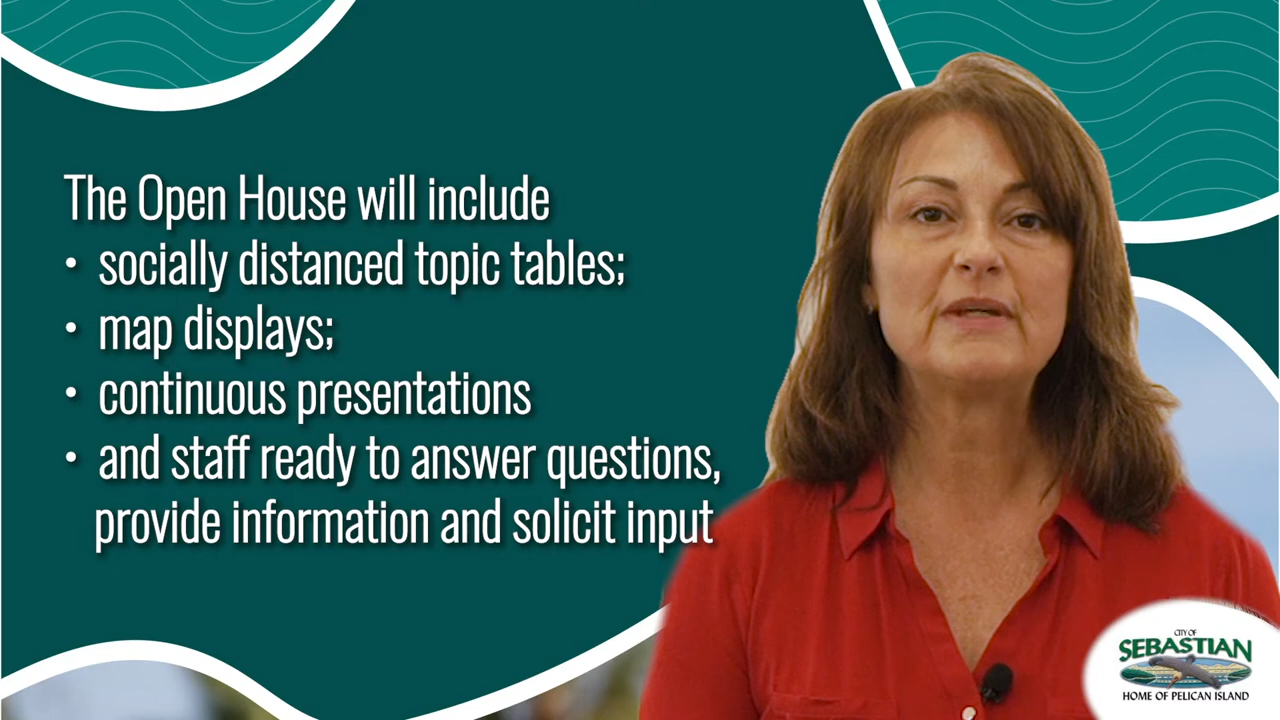 The Open House will include
• socially distanced topic tables;
• map displays;
• continuous presentations
• and staff ready to answer questions,
provide information and solicit input
CITY OF
SEBASTIAN
HOME OF PELICAN ISLAND